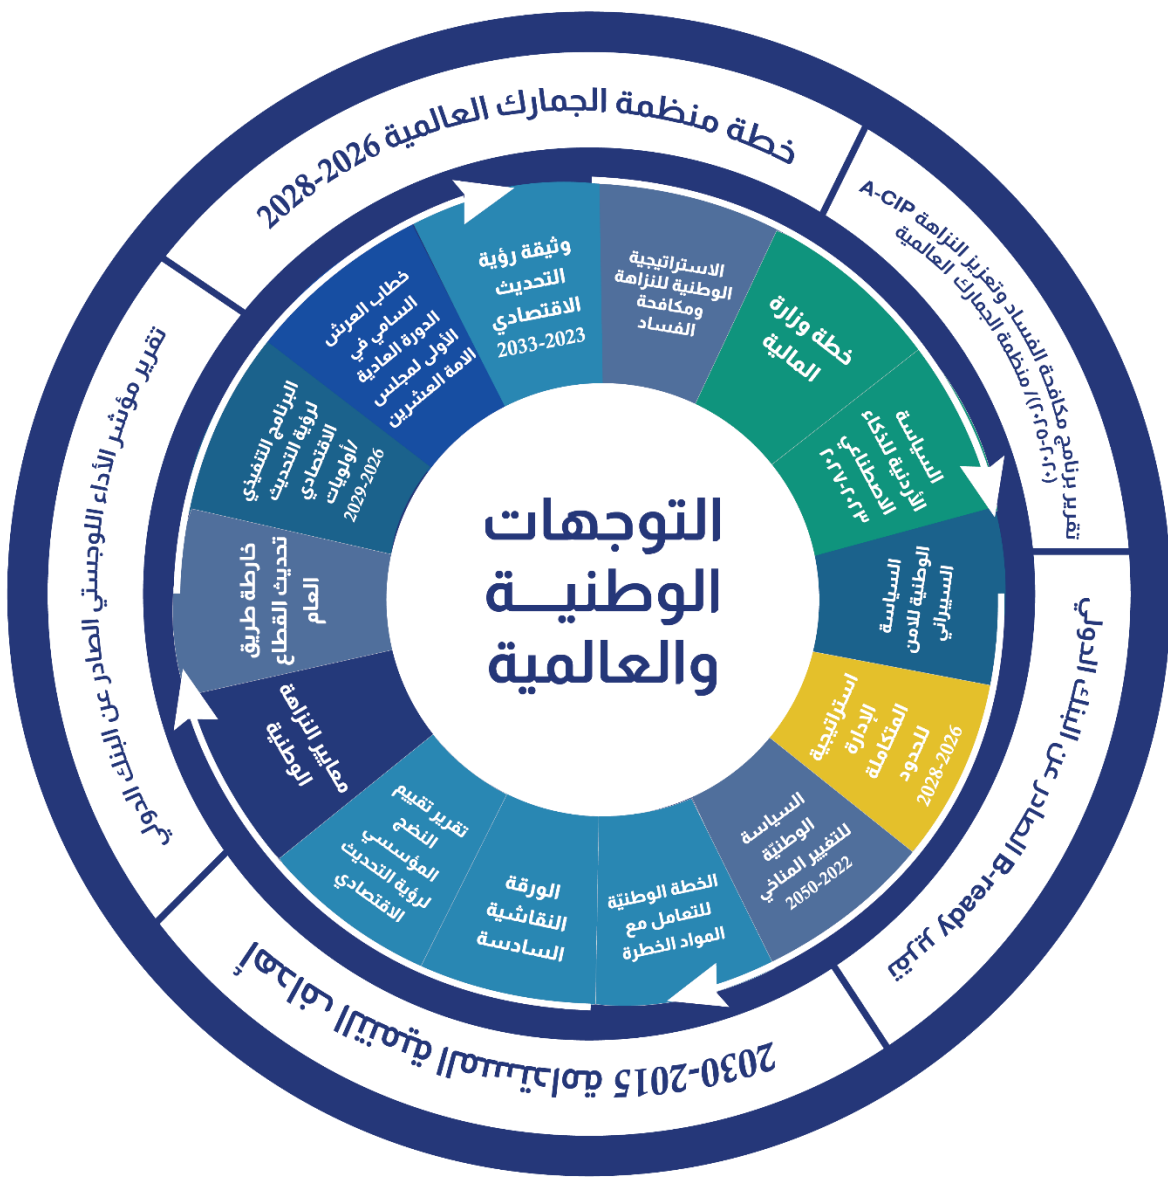 التوجهات
الوطنيـــة
والعالمية
خطة منظمة الجمارك العالمية 2026-2028
تقرير برنامج مكافحة الفساد وتعزيز النزاهة A-CIP
(٢٠٢٠-٢٠٢٥)/ منظمة الجمارك العالمية
تقرير B-ready الصادر عن البنك الدولي
أهداف التنمية المستدامة 2015-2030
تقرير مؤشر الأداء اللوجستي الصادر عن البنك الدولي
وثيقة رؤية
التحديث
الاقتصادي
2023-2033
الاستراتيجية
الوطنية للنزاهة
ومكافحة
الفساد
خطة وزارة
المالية
السياسة
الأردنية للذكاء
الاصطناعي
٢٠٢٣-٢٠٢٧
السياسة
الوطنية للامن
السيبراني
استراتيجية
الإدارة
المتكاملة
للحدود
2026-2028
السياسة
الوطنيّة
للتغيير المناخي
2022-2050
الخطة الوطنيّة
للتعامل مع
المواد الخطرة
الورقة
النقاشية
السادسة
تقرير تقييم
النضج
المؤسسي
لرؤية التحديث
الاقتصادي
معايير النزاهة
الوطنية
خارطة طريق
تحديث القطاع
العام
البرنامج التنفيذي
لرؤية التحديث
الاقتصادي
/أولويات
2026-2029
خطاب العرش
السامي في
الدورة العادية
الأولى لمجلس
الامة العشرين